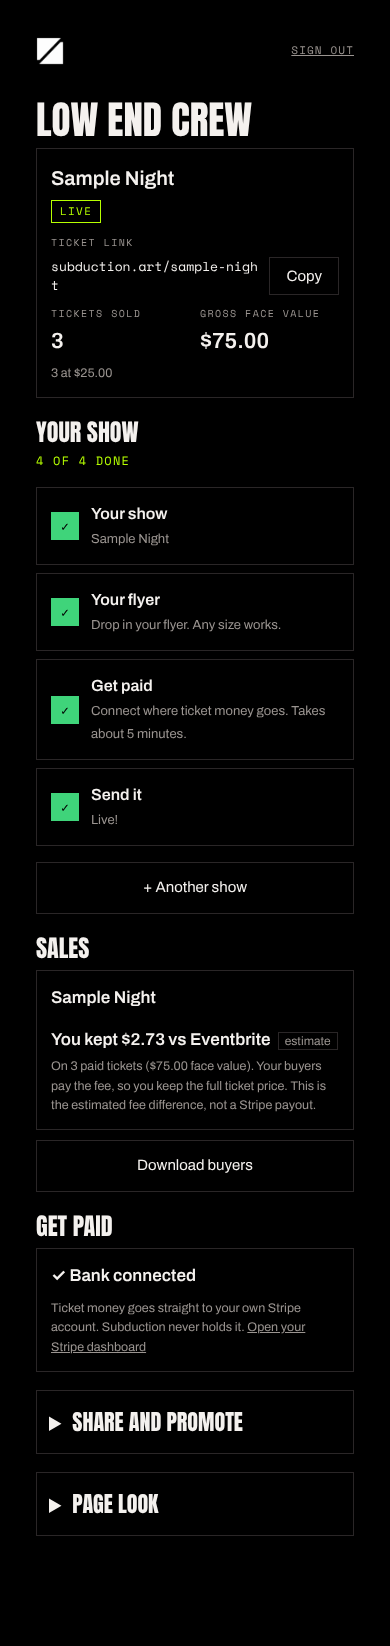 SIGN OUT
LOW END CREW
Sample Night
LIVE
TICKET LINK
subduction.art/sample-nigh
t
Copy
TICKETS SOLD
GROSS FACE VALUE
3
$75.00
3 at $25.00
YOUR SHOW
4 OF 4 DONE
✓
Your show
Sample Night
✓
Your flyer
Drop in your flyer. Any size works.
✓
Get paid
Connect where ticket money goes. Takes
about 5 minutes.
✓
Send it
Live!
+ Another show
SALES
Sample Night
You kept $2.73 vs Eventbrite estimate
On 3 paid tickets ($75.00 face value). Your buyers
pay the fee, so you keep the full ticket price. This is
the estimated fee difference, not a Stripe payout.
Download buyers
GET PAID
✓ Bank connected
Ticket money goes straight to your own Stripe
account. Subduction never holds it. Open your
Stripe dashboard
▶ SHARE AND PROMOTE
▶ PAGE LOOK